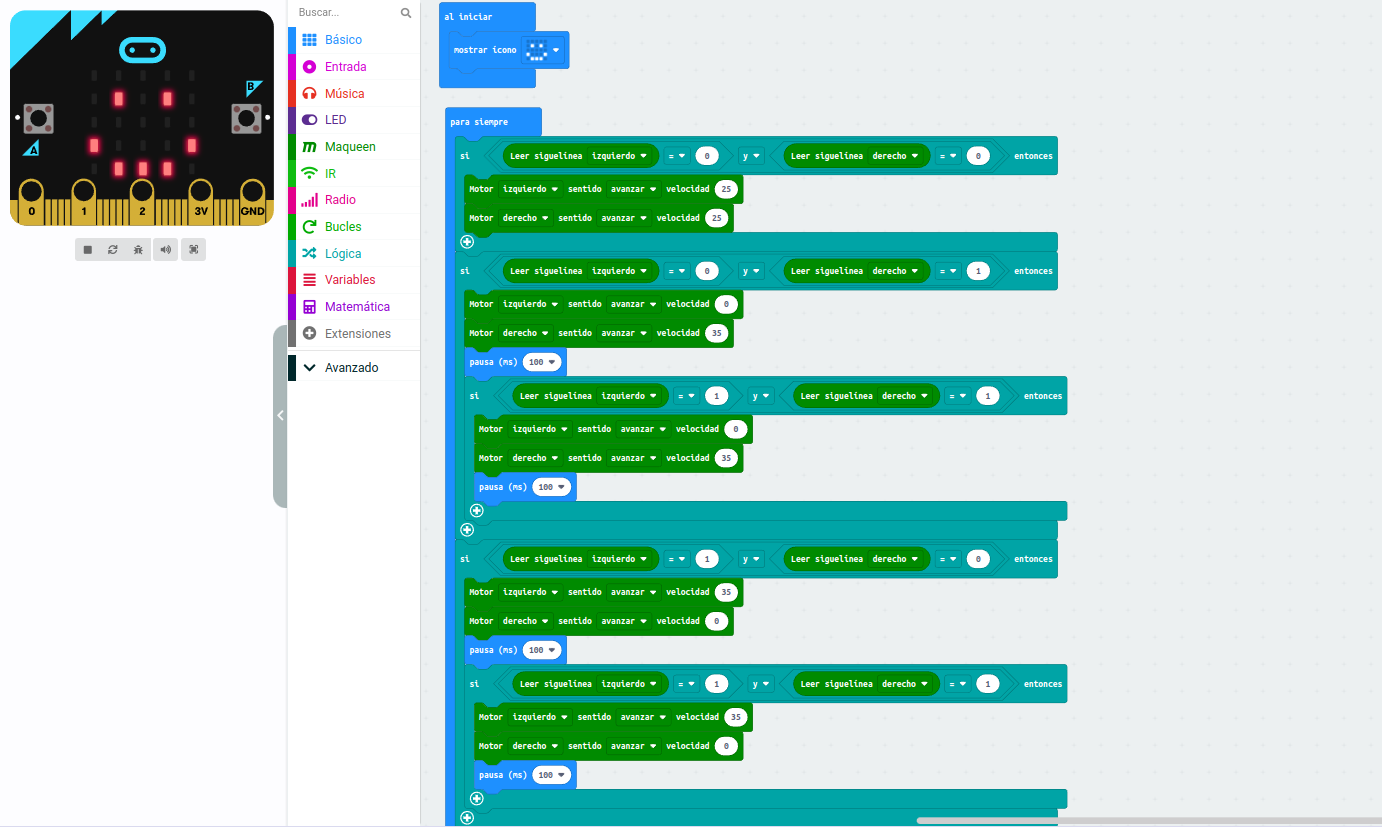 Buscar...
Básico
Entrada
Música
LED
Maqueen
IR
Radio
Bucles
Lógica
Variables
Matemática
Extensiones
Avanzado
B
A
0 1 2 3V GND
al iniciar
mostrar icono
para siempre
si Leer siguelinea izquierdo = 0 y Leer siguelinea derecho = 0 entonces
Motor izquierdo sentido avanzar velocidad 25
Motor derecho sentido avanzar velocidad 25
si Leer siguelinea izquierdo = 0 y Leer siguelinea derecho = 1 entonces
Motor izquierdo sentido avanzar velocidad 0
Motor derecho sentido avanzar velocidad 35
pausa (ms) 100
si Leer siguelinea izquierdo = 1 y Leer siguelinea derecho = 1 entonces
Motor izquierdo sentido avanzar velocidad 0
Motor derecho sentido avanzar velocidad 35
pausa (ms) 100
si Leer siguelinea izquierdo = 1 y Leer siguelinea derecho = 0 entonces
Motor izquierdo sentido avanzar velocidad 35
Motor derecho sentido avanzar velocidad 0
pausa (ms) 100
si Leer siguelinea izquierdo = 1 y Leer siguelinea derecho = 1 entonces
Motor izquierdo sentido avanzar velocidad 35
Motor derecho sentido avanzar velocidad 0
pausa (ms) 100